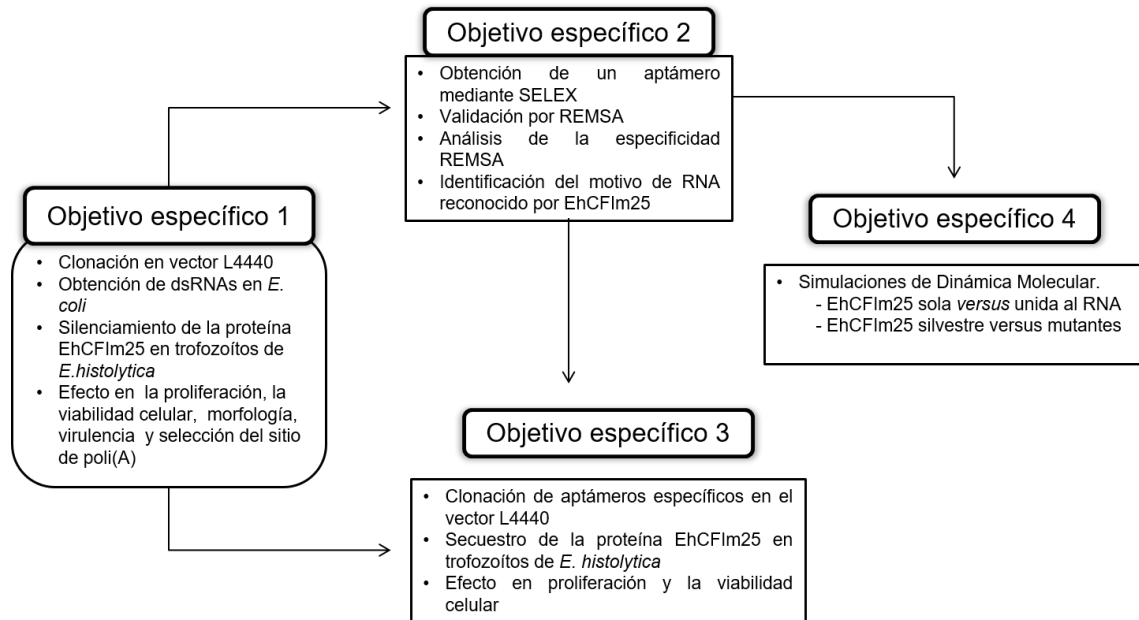 Objetivo específico 2
• Obtención de un aptámero
mediante SELEX
• Validación por REMSA
• Análisis de la especificidad
REMSA
• Identificación del motivo de RNA
reconocido por EhCFIm25
Objetivo específico 1
• Clonación en vector L4440
• Obtención de dsRNAs en E.
coli
• Silenciamiento de la proteína
EhCFIm25 en trofozoítos de
E.histolytica
• Efecto en la proliferación, la
viabilidad celular, morfología,
virulencia y selección del sitio
de poli(A)
Objetivo específico 4
• Simulaciones de Dinámica Molecular.
- EhCFIm25 sola versus unida al RNA
- EhCFIm25 silvestre versus mutantes
Objetivo específico 3
• Clonación de aptámeros específicos en el
vector L4440
• Secuestro de la proteína EhCFIm25 en
trofozoítos de E. histolytica
• Efecto en proliferación y la viabilidad
celular